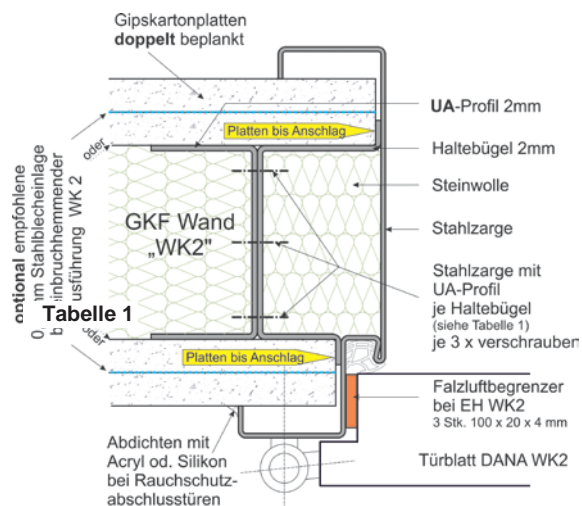 Gipskartonplatten
doppelt beplankt
UA-Profil 2mm
Platten bis Anschlag
Haltebügel 2mm
oder
Steinwolle
optional empfohlene
Stahlblecheinlage
einbruchhemmender
WK 2
GKF Wand
„WK2"
Stahlzarge
Stahlzarge mit
UA-Profil
je Haltebügel
(siehe Tabelle 1)
je 3 x verschrauben
Tabelle 1
oder
Platten bis Anschlag
Falzluftbegrenzer
bei EH WK2
3 Stk. 100 x 20 x 4 mm
Abdichten mit
Acryl od. Silikon
bei Rauchschutz-
abschlusstüren
Türblatt DANA WK2